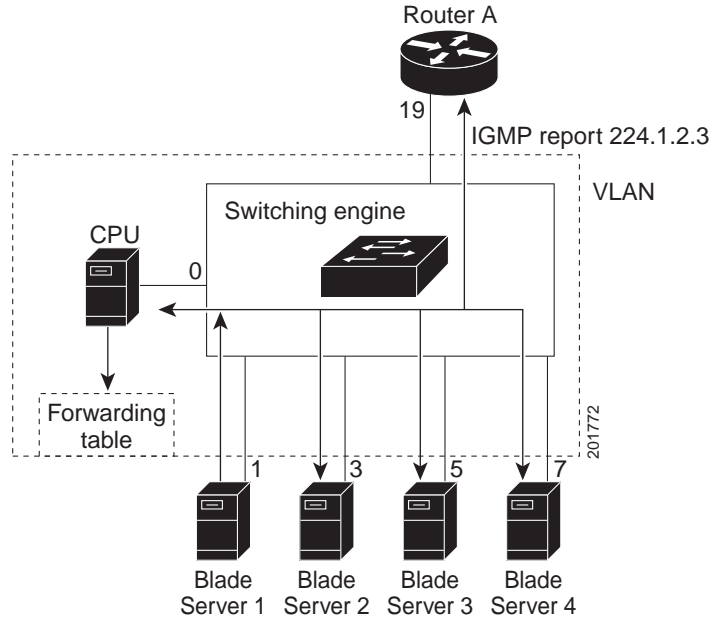 Router A
19
IGMP report 224.1.2.3
VLAN
Switching engine
CPU
0
Forwarding
table
201772
1
3
5
7
Blade
Server 1
Blade
Server 2
Blade
Server 3
Blade
Server 4